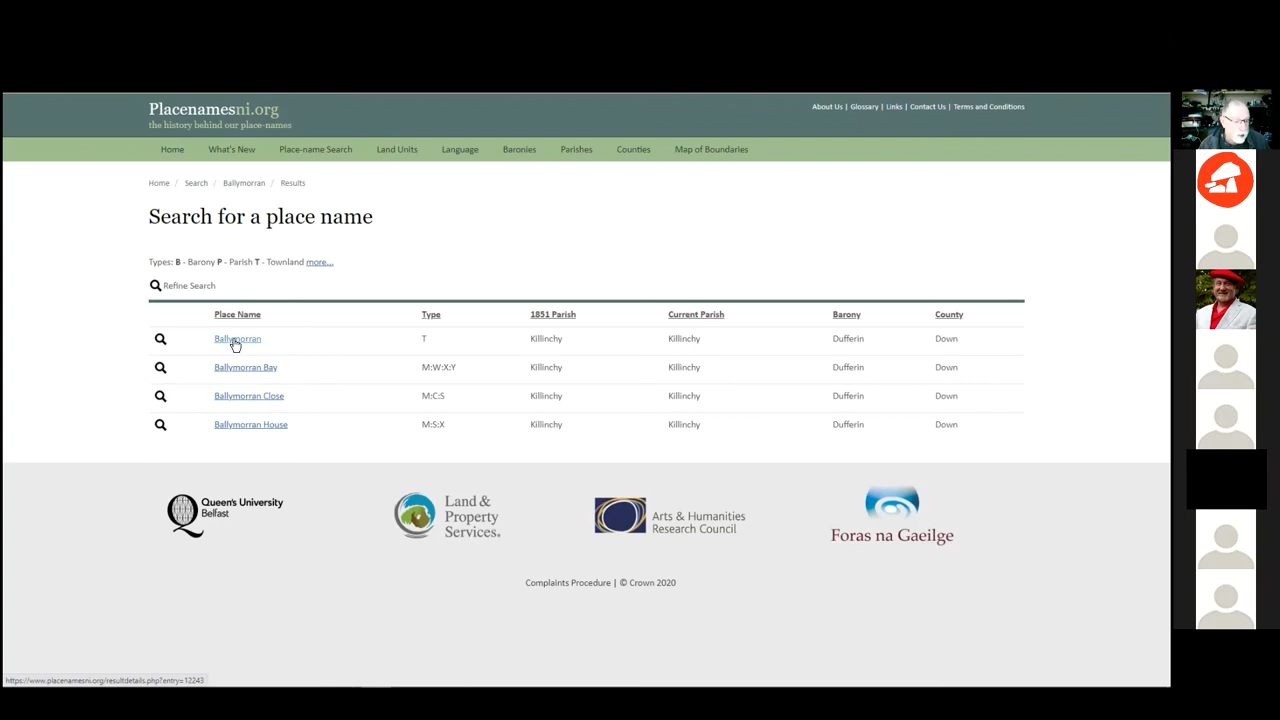 Placenamesni.org
the history behind our place-names
About Us | Glossary | Links | Contact Us | Terms and Conditions
Home What's New Place-name Search Land Units Language Baronies Parishes Counties Map of Boundaries
Home / Search / Ballymorran / Results
Search for a place name
Types: B - Barony P - Parish T - Townland more...
Refine Search
Place Name Type 1851 Parish Current Parish Barony County
Ballymorran T Killinchy Killinchy Dufferin Down
Ballymorran Bay M:W:X:Y Killinchy Killinchy Dufferin Down
Ballymorran Close M:C:S Killinchy Killinchy Dufferin Down
Ballymorran House M:S:X Killinchy Killinchy Dufferin Down
Queen's University
Belfast
Land &
Property
Services.
Arts & Humanities
Research Council
Foras na Gaeilge
Complaints Procedure | © Crown 2020
https://www.placenamesni.org/resultdetails.php?entry=12243